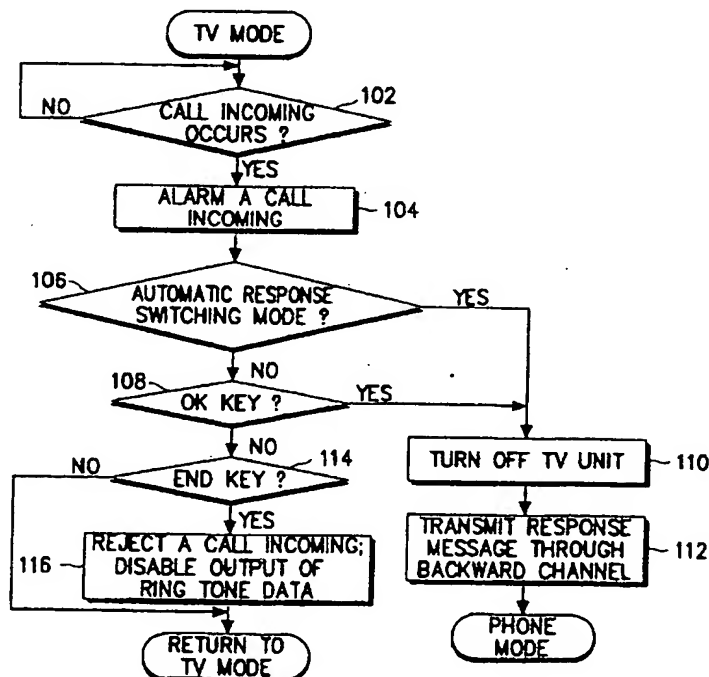 TV MODE
102
NO
CALL INCOMING
OCCURS ?
YES
ALARM A CALL
INCOMING
104
106
AUTOMATIC RESPONSE
SWITCHING MODE ?
YES
NO
108
OK KEY ?
YES
NO
114
NO
END KEY ?
TURN OFF TV UNIT
110
YES
116
REJECT A CALL INCOMING;
DISABLE OUTPUT OF
RING TONE DATA
TRANSMIT RESPONSE
MESSAGE THROUGH
BACKWARD CHANNEL
112
RETURN TO
TV MODE
PHONE
MODE